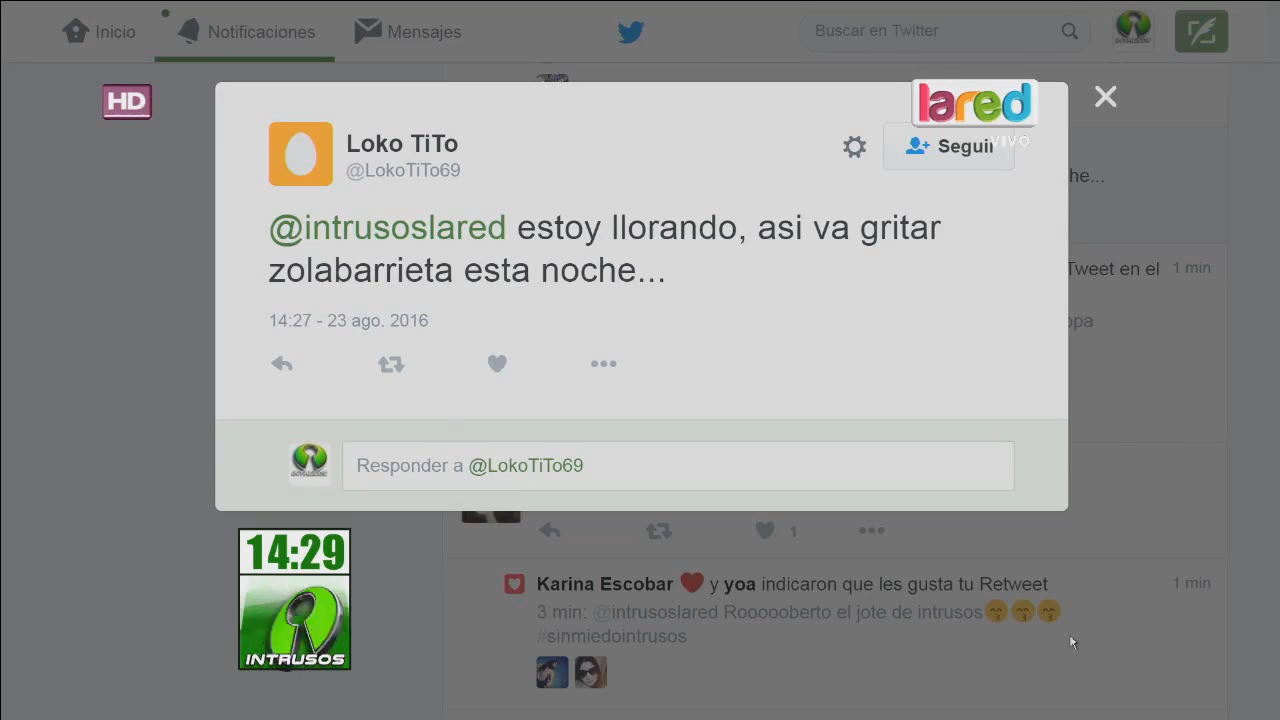 Inicio
Notificaciones
Mensajes
Buscar en Twitter
HD
lared
VIVO
Loko TiTo
@LokoTiTo69
Seguir
@intrusoslared estoy llorando, asi va gritar
zolabarrieta esta noche...
14:27 - 23 ago. 2016
Responder a @LokoTiTo69
he...
Tweet en el
1 min
opa
1
14:29
INTRUSOS
Karina Escobar ❤ y yoa indicaron que les gusta tu Retweet
1 min
3 min: @intrusoslared Roooooberto el jote de intrusos😙😙😙
#sinmiedointrusos